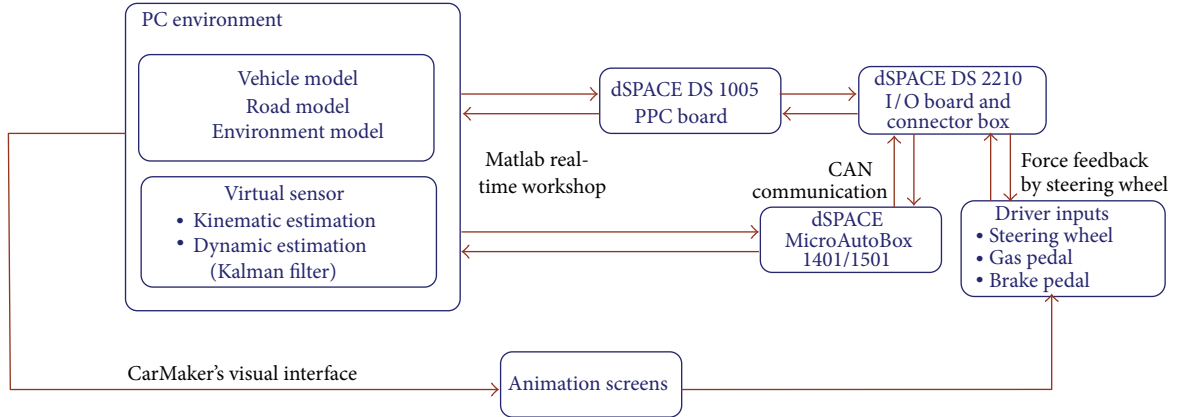 PC environment
Vehicle model
Road model
Environment model
Virtual sensor
• Kinematic estimation
• Dynamic estimation
(Kalman filter)
Matlab real-
time workshop
dSPACE DS 1005
PPC board
dSPACE DS 2210
I/O board and
connector box
CAN
communication
Force feedback
by steering wheel
dSPACE
MicroAutoBox
1401/1501
Driver inputs
• Steering wheel
• Gas pedal
• Brake pedal
CarMaker's visual interface
Animation screens